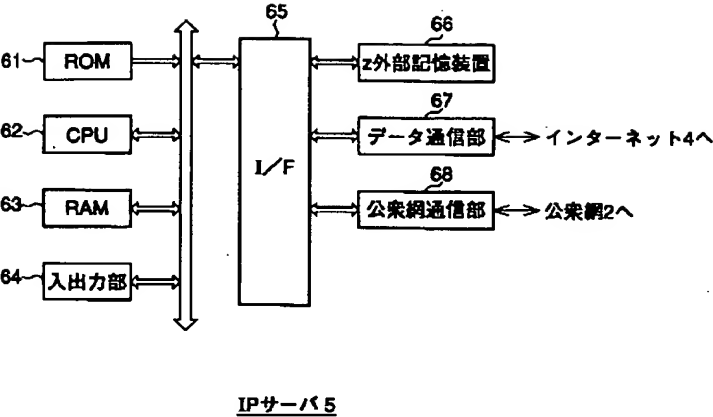 65
61 ROM
66
z外部記憶装置
67
62 CPU
データ通信部 インターネット4へ
I/F
68
63 RAM
公衆網通信部 公衆網2へ
64 入出力部
IPサーバ5